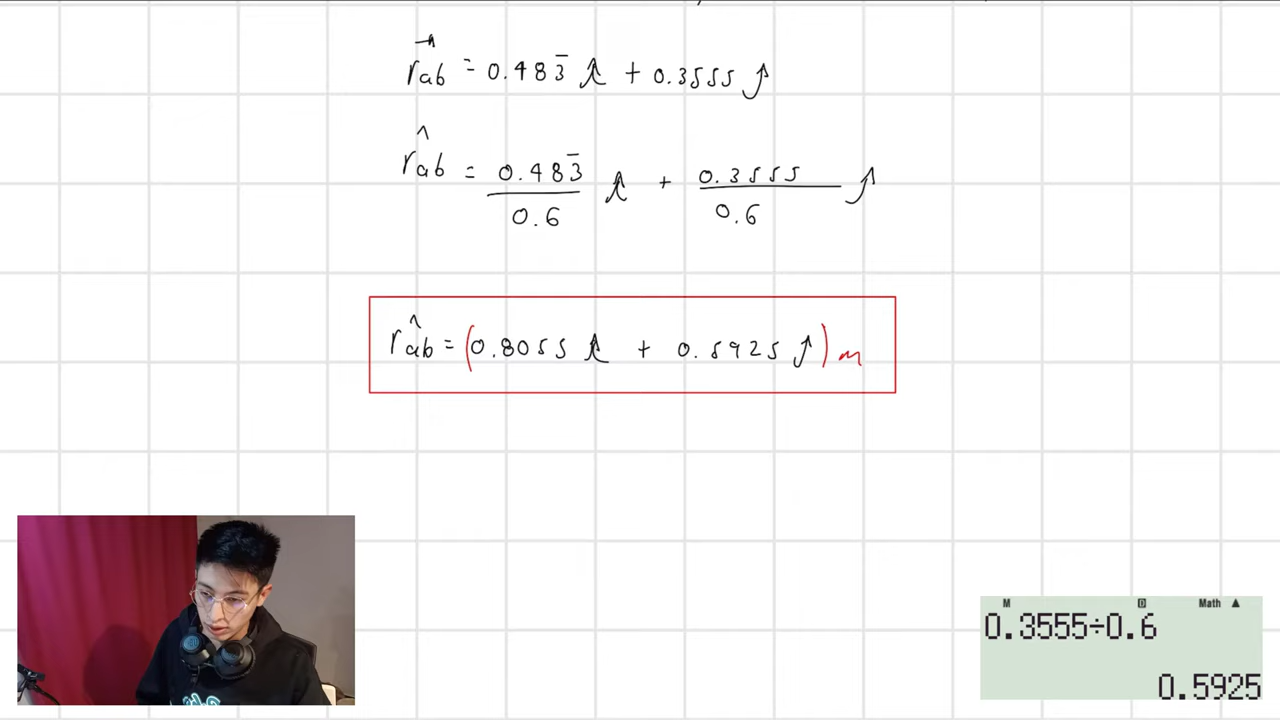 r⃗ab = 0.483̅ î + 0.3555 ĵ
r̂ab = 0.483̅/0.6 î + 0.3555/0.6 ĵ
r̂ab = (0.8055 î + 0.5925 ĵ) m
M D Math ▲
0.3555÷0.6
0.5925